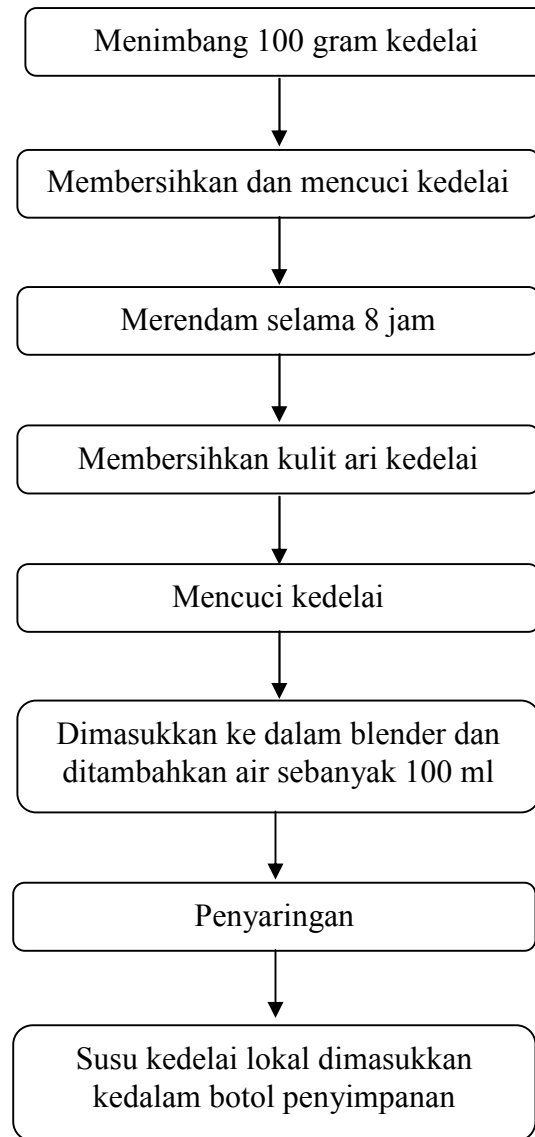 Menimbang 100 gram kedelai
Membersihkan dan mencuci kedelai
Merendam selama 8 jam
Membersihkan kulit ari kedelai
Mencuci kedelai
Dimasukkan ke dalam blender dan
ditambahkan air sebanyak 100 ml
Penyaringan
Susu kedelai lokal dimasukkan
kedalam botol penyimpanan